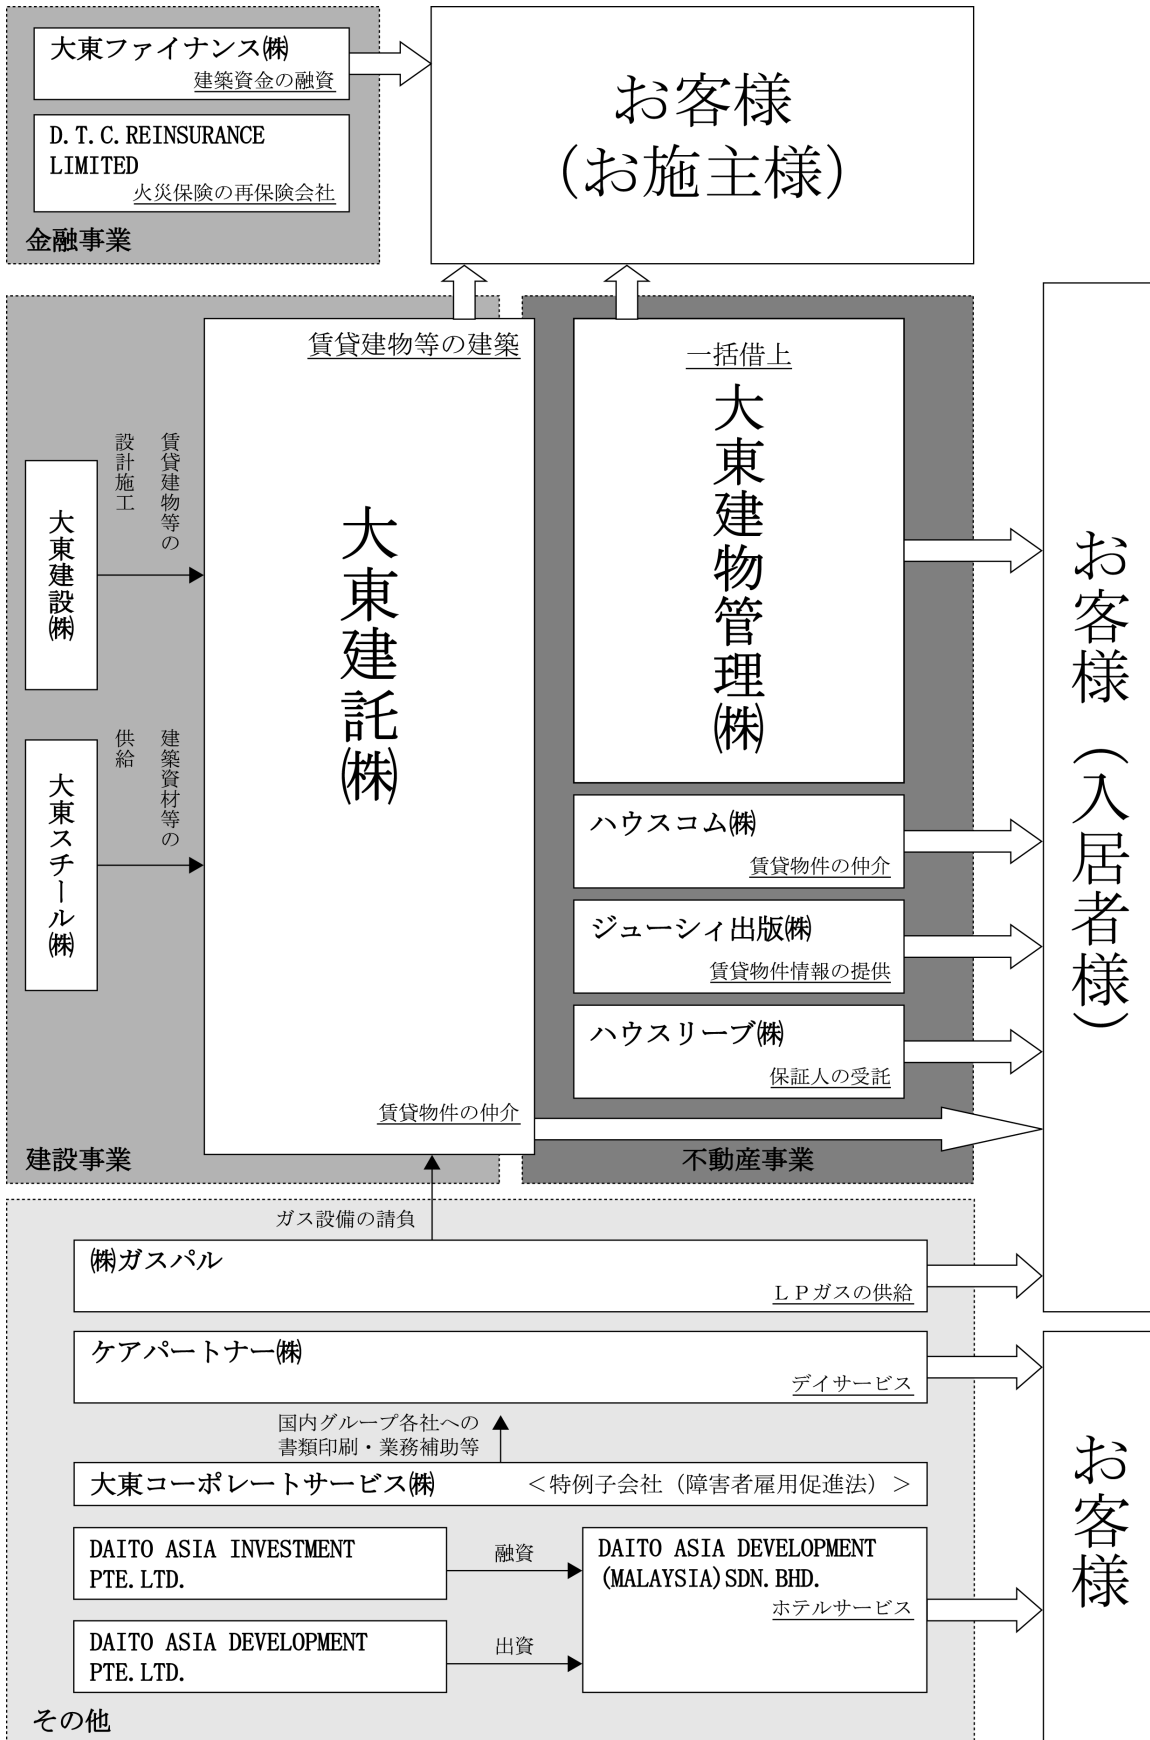 大東ファイナンス㈱
建築資金の融資
D.T.C.REINSURANCE
LIMITED
火災保険の再保険会社
金融事業
お客様
（お施主様）
賃貸建物等の建築
大東建託㈱
賃貸物件の仲介
賃貸建物等の
設計施工
大東建設㈱
建築資材等の
供給
大東スチール㈱
建設事業
一括借上
大東建物管理㈱
ハウスコム㈱
賃貸物件の仲介
ジューシィ出版㈱
賃貸物件情報の提供
ハウスリーブ㈱
保証人の受託
不動産事業
お客様（入居者様）
ガス設備の請負
㈱ガスパル
ＬＰガスの供給
ケアパートナー㈱
デイサービス
国内グループ各社への
書類印刷・業務補助等
大東コーポレートサービス㈱　＜特例子会社（障害者雇用促進法）＞
DAITO ASIA INVESTMENT
PTE.LTD.
融資
DAITO ASIA DEVELOPMENT
(MALAYSIA)SDN.BHD.
ホテルサービス
DAITO ASIA DEVELOPMENT
PTE.LTD.
出資
その他
お客様